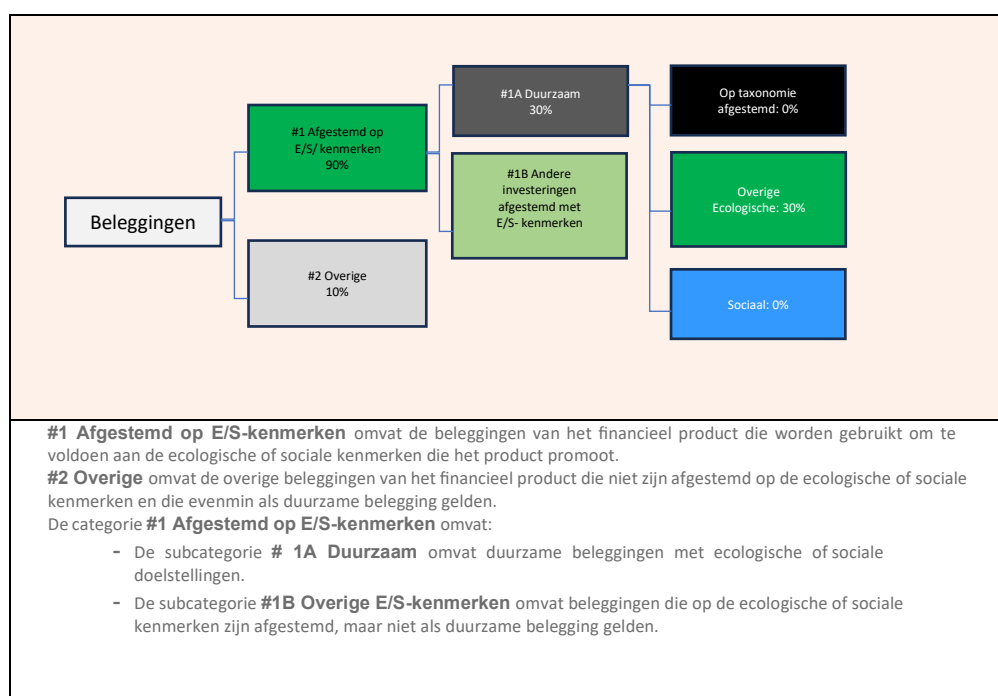 Beleggingen
#1 Afgestemd op
E/S/ kenmerken
90%
#2 Overige
10%
#1A Duurzaam
30%
#1B Andere
investeringen
afgestemd met
E/S- kenmerken
Op taxonomie
afgestemd: 0%
Overige
Ecologische: 30%
Sociaal: 0%
#1 Afgestemd op E/S-kenmerken omvat de beleggingen van het financieel product die worden gebruikt om te
voldoen aan de ecologische of sociale kenmerken die het product promoot.
#2 Overige omvat de overige beleggingen van het financieel product die niet zijn afgestemd op de ecologische of sociale
kenmerken en die evenmin als duurzame belegging gelden.
De categorie #1 Afgestemd op E/S-kenmerken omvat:
- De subcategorie # 1A Duurzaam omvat duurzame beleggingen met ecologische of sociale
doelstellingen.
- De subcategorie #1B Overige E/S-kenmerken omvat beleggingen die op de ecologische of sociale
kenmerken zijn afgestemd, maar niet als duurzame belegging gelden.